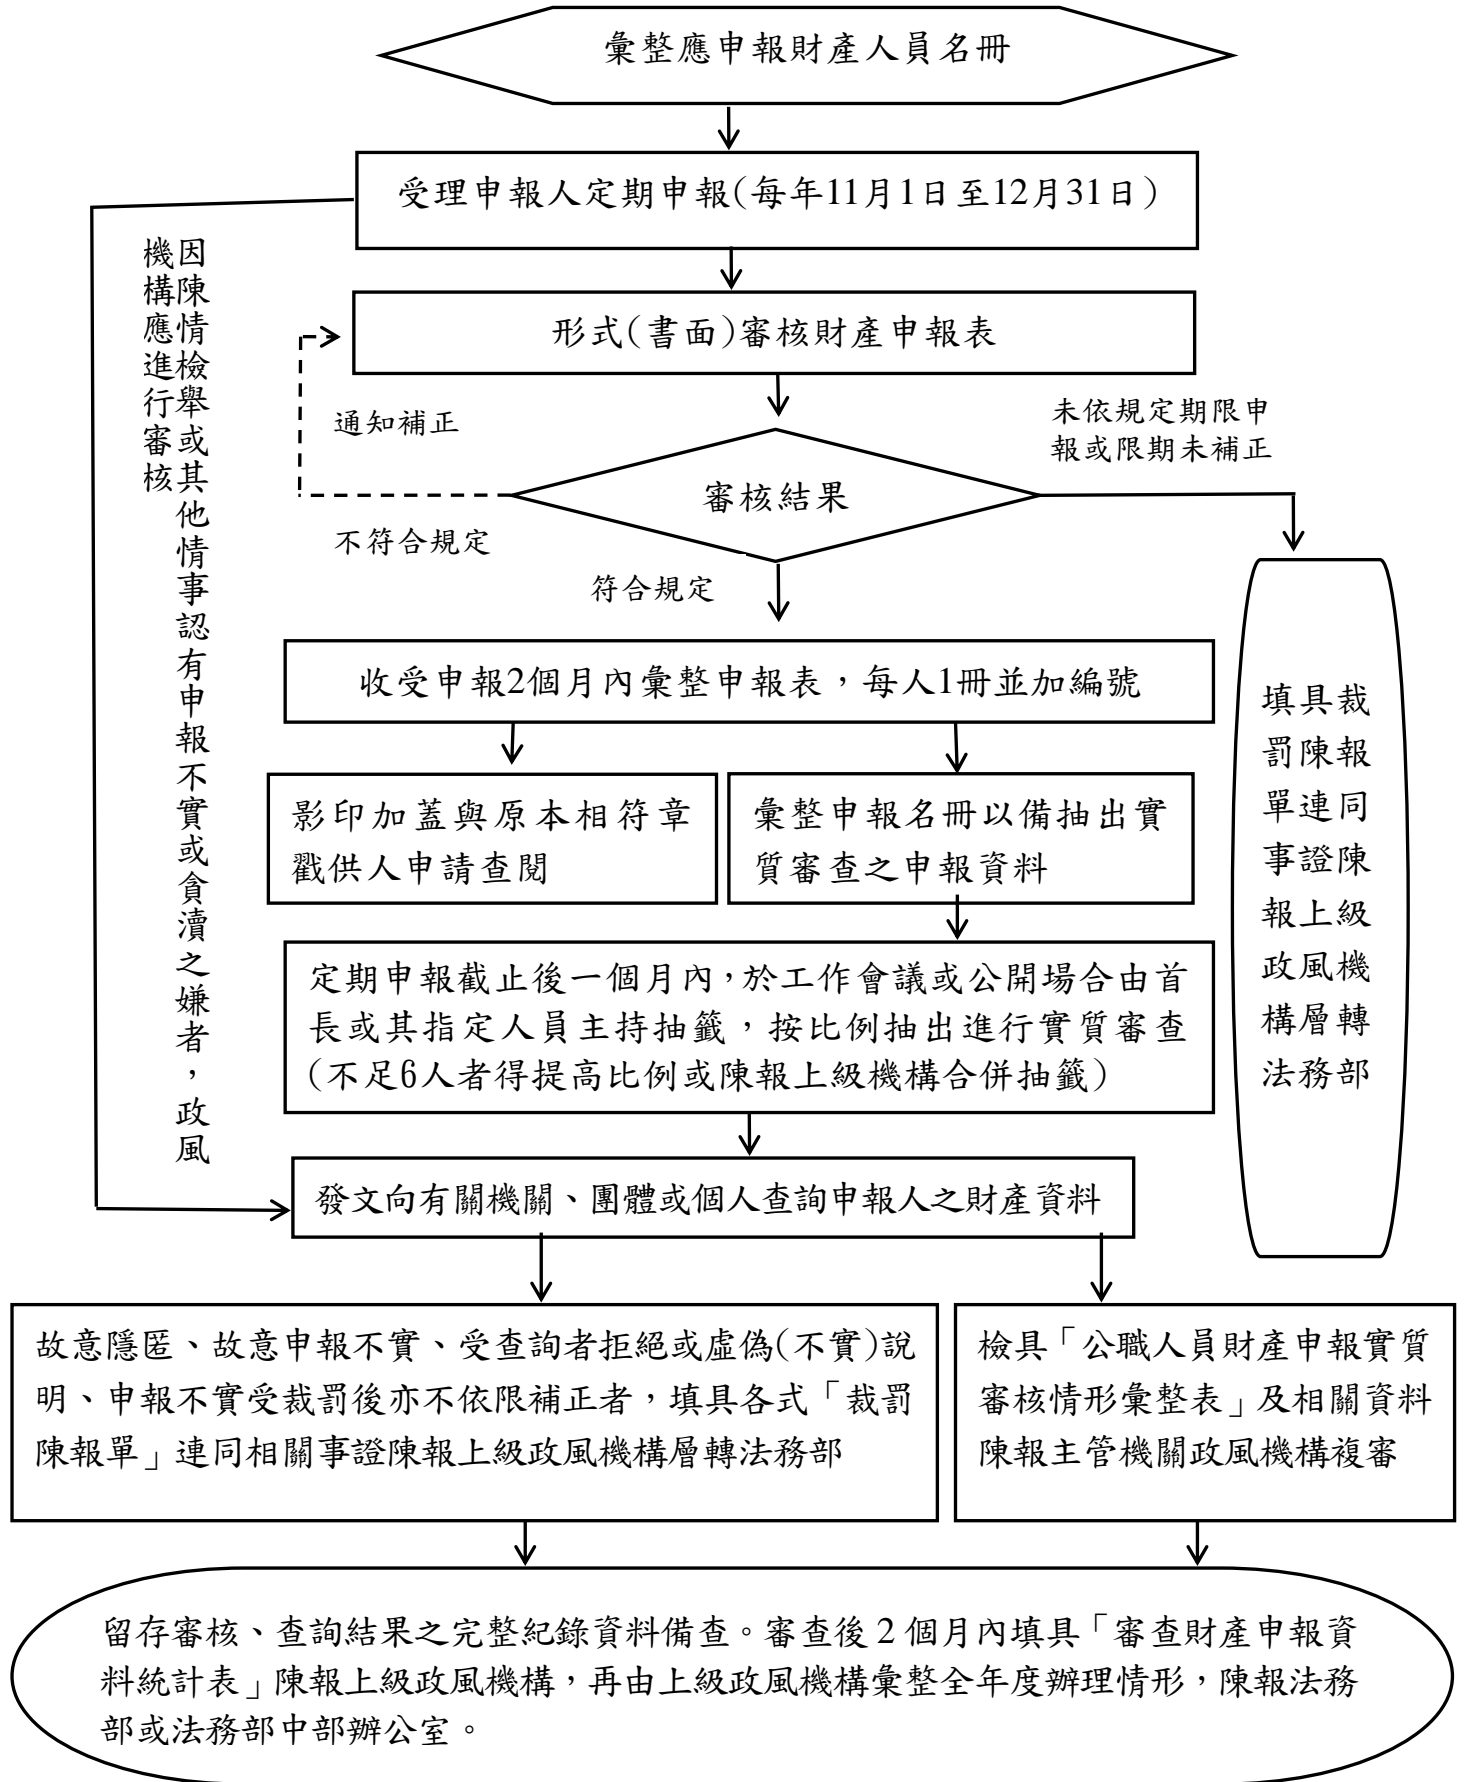 彙整應申報財產人員名冊
受理申報人定期申報(每年11月1日至12月31日)
因陳情檢舉或其他情事認有申報不實或貪瀆之嫌者，政風
機構應進行審核
形式(書面)審核財產申報表
通知補正
未依規定期限申
報或限期未補正
審核結果
不符合規定
符合規定
收受申報2個月內彙整申報表，每人1冊並加編號
填具裁
罰陳報
單連同
事證陳
報上級
政風機
構層轉
法務部
影印加蓋與原本相符章
戳供人申請查閱
彙整申報名冊以備抽出實
質審查之申報資料
定期申報截止後一個月內，於工作會議或公開場合由首
長或其指定人員主持抽籤，按比例抽出進行實質審查
(不足6人者得提高比例或陳報上級機構合併抽籤)
發文向有關機關、團體或個人查詢申報人之財產資料
故意隱匿、故意申報不實、受查詢者拒絕或虛偽(不實)說
明、申報不實受裁罰後亦不依限補正者，填具各式「裁罰
陳報單」連同相關事證陳報上級政風機構層轉法務部
檢具「公職人員財產申報實質
審核情形彙整表」及相關資料
陳報主管機關政風機構複審
留存審核、查詢結果之完整紀錄資料備查。審查後 2 個月內填具「審查財產申報資
料統計表」陳報上級政風機構，再由上級政風機構彙整全年度辦理情形，陳報法務
部或法務部中部辦公室。